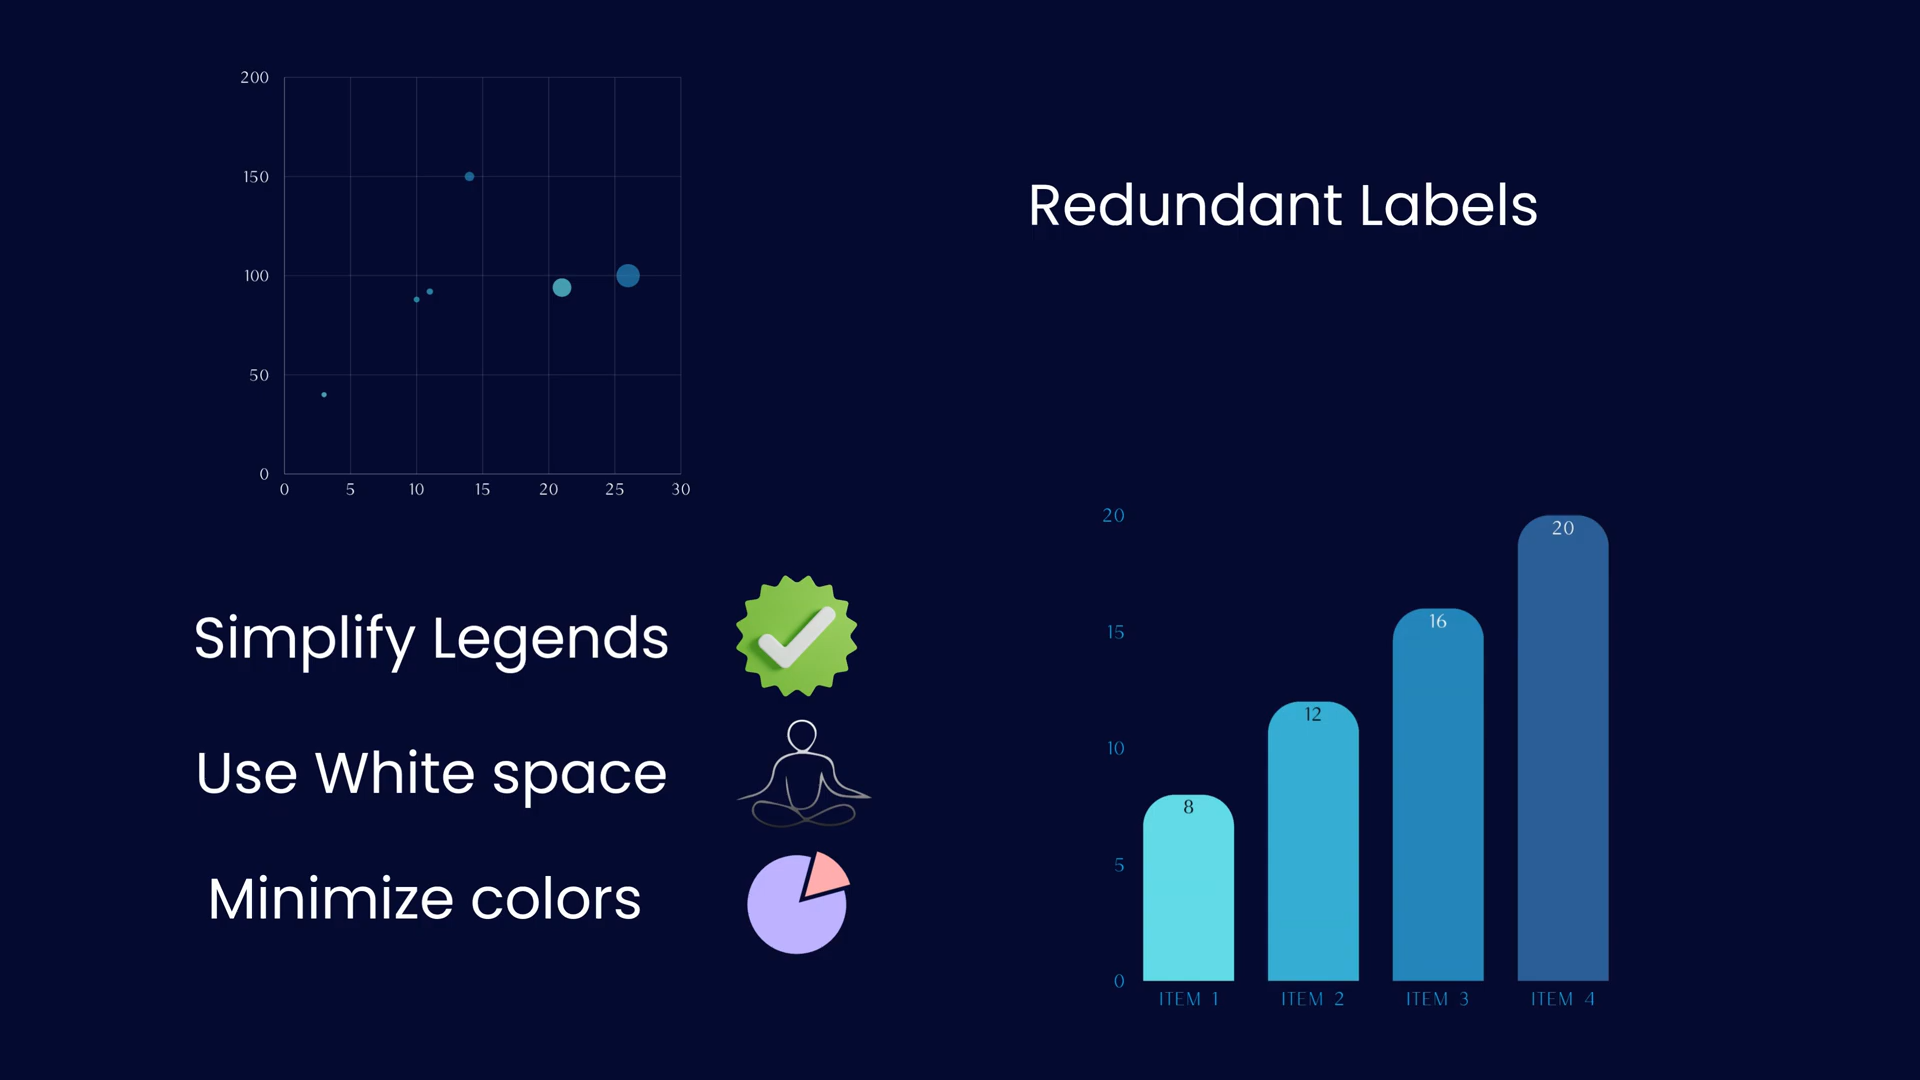 200
150
100
50
0
0 5 10 15 20 25 30
Redundant Labels
Simplify Legends
Use White space
Minimize colors
20
15
10
5
0
8
12
16
20
ITEM 1 ITEM 2 ITEM 3 ITEM 4